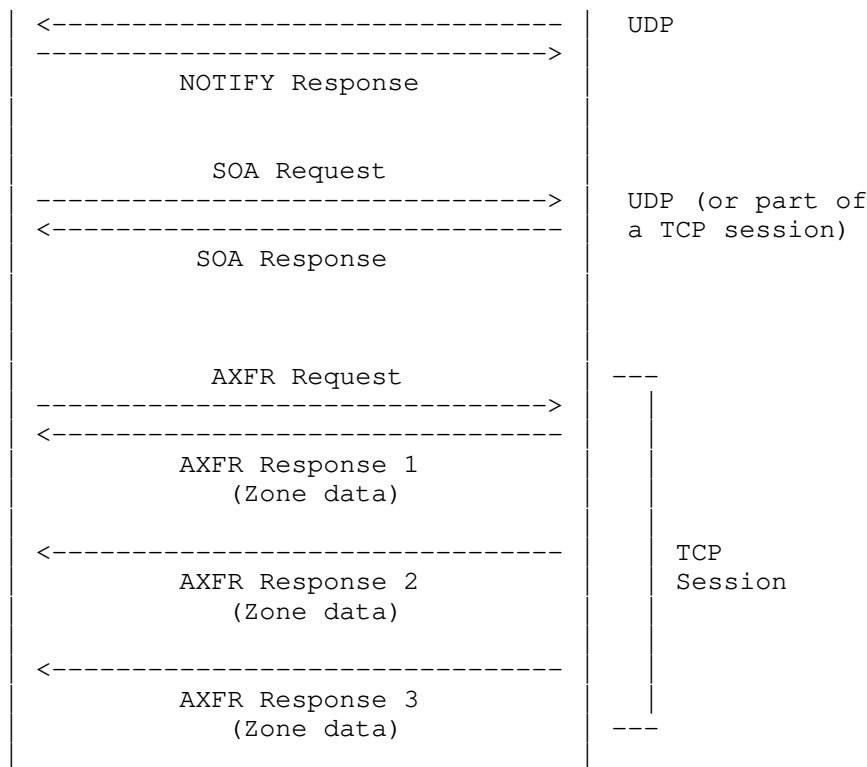 UDP
NOTIFY Response
SOA Request
UDP (or part of
a TCP session)
SOA Response
AXFR Request
AXFR Response 1
(Zone data)
TCP
AXFR Response 2
Session
(Zone data)
AXFR Response 3
(Zone data)